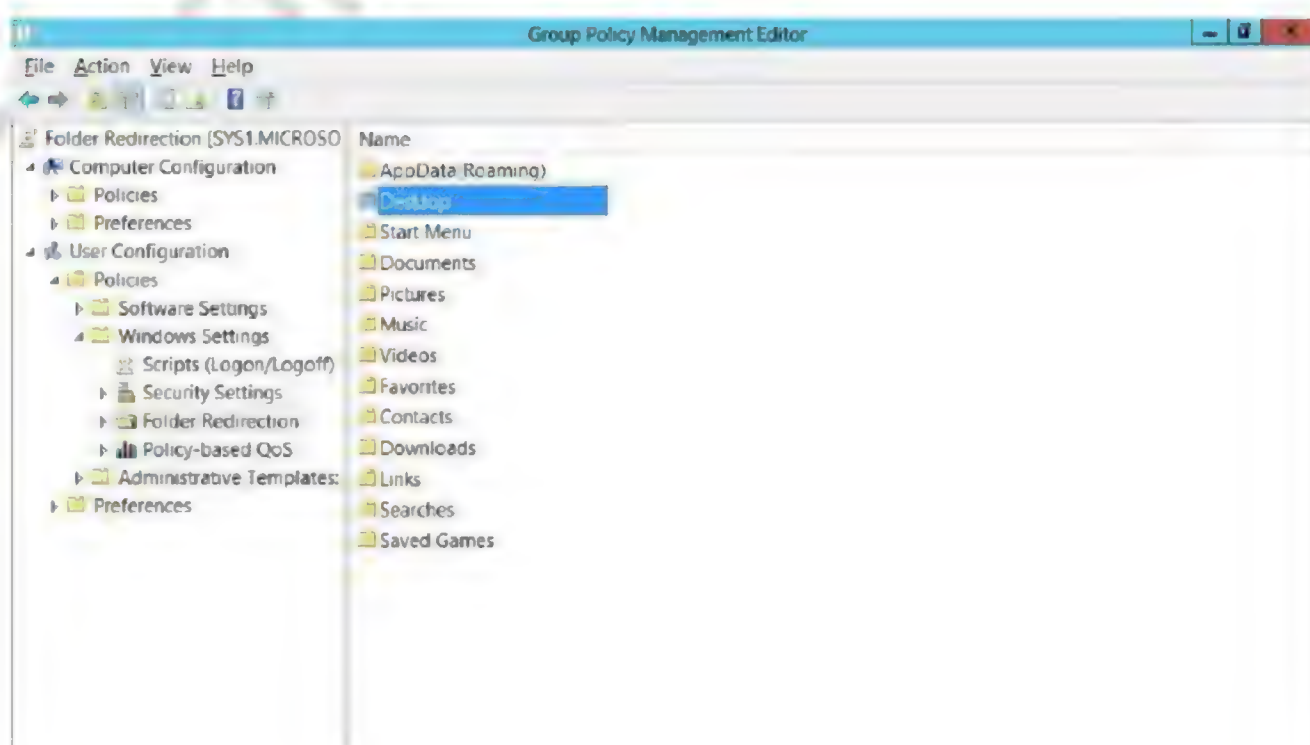 Group Policy Management Editor
File Action View Help
Folder Redirection [SYS1.MICROSO
Computer Configuration
Policies
Preferences
User Configuration
Policies
Software Settings
Windows Settings
Scripts (Logon/Logoff)
Security Settings
Folder Redirection
Policy-based QoS
Administrative Templates:
Preferences
Name
AppData(Roaming)
Desktop
Start Menu
Documents
Pictures
Music
Videos
Favorites
Contacts
Downloads
Links
Searches
Saved Games